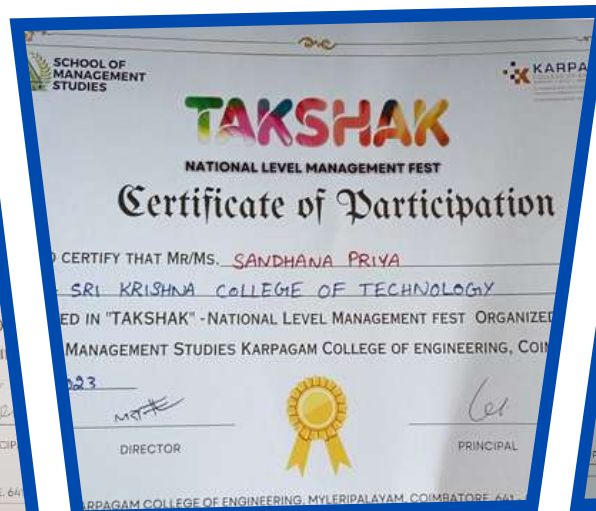 SCHOOL OF
MANAGEMENT
STUDIES
KARPA
TAKSHAK
NATIONAL LEVEL MANAGEMENT FEST
Certificate of Participation
CERTIFY THAT MR/MS. SANDHANA PRIYA
SRI KRISHNA COLLEGE OF TECHNOLOGY
ED IN "TAKSHAK" - NATIONAL LEVEL MANAGEMENT FEST ORGANIZED
MANAGEMENT STUDIES KARPAGAM COLLEGE OF ENGINEERING, COI
023
DIRECTOR
PRINCIPAL
ARPAGAM COLLEGE OF ENGINEERING, MYLERIPALAYAM, COIMBATORE, 641